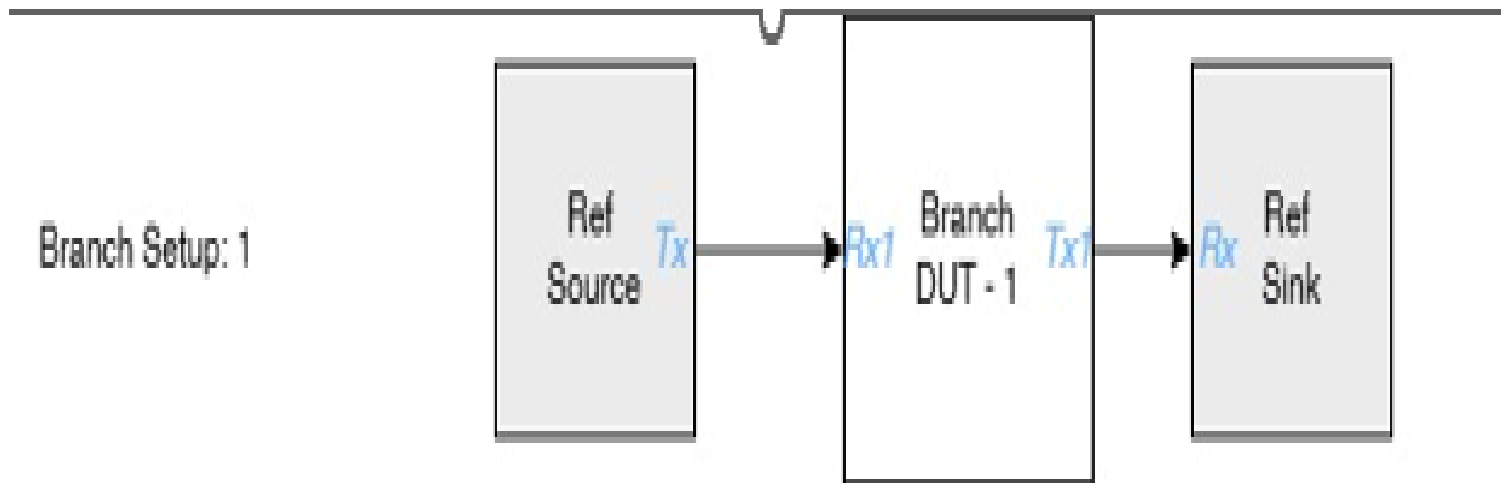 Branch Setup: 1
Ref
Source
Tx
Rx1
Branch
DUT - 1
Tx1
Rx
Ref
Sink